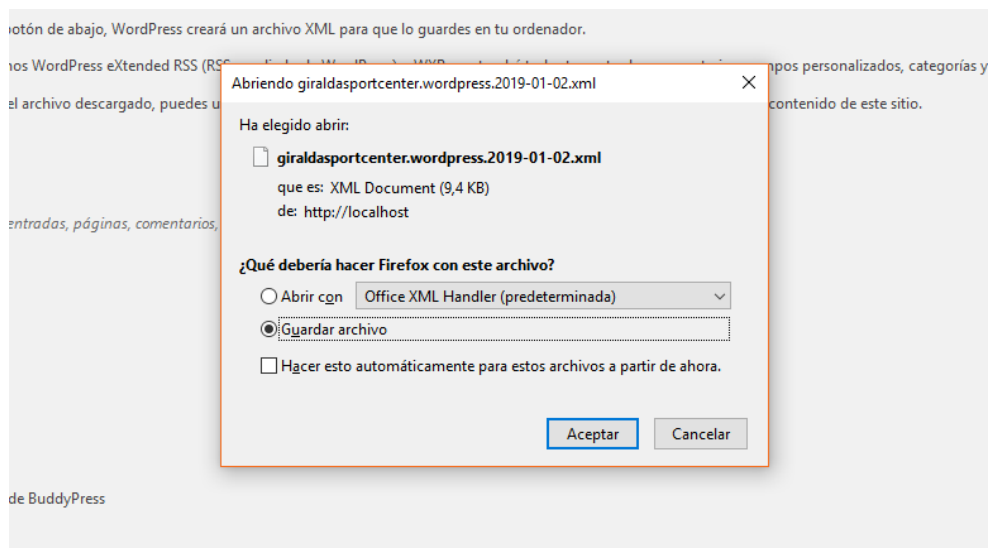 botón de abajo, WordPress creará un archivo XML para que lo guardes en tu ordenador.
nos WordPress eXtended RSS (RSS
mpos personalizados, categorías y
Abriendo giraldasportcenter.wordpress.2019-01-02.xml
el archivo descargado, puedes u
contenido de este sitio.
Ha elegido abrir:
giraldasportcenter.wordpress.2019-01-02.xml
que es: XML Document (9,4 KB)
de: http://localhost
entradas, páginas, comentarios,
¿Qué debería hacer Firefox con este archivo?
Abrir con Office XML Handler (predeterminada)
Guardar archivo
Hacer esto automáticamente para estos archivos a partir de ahora.
Aceptar Cancelar
de BuddyPress